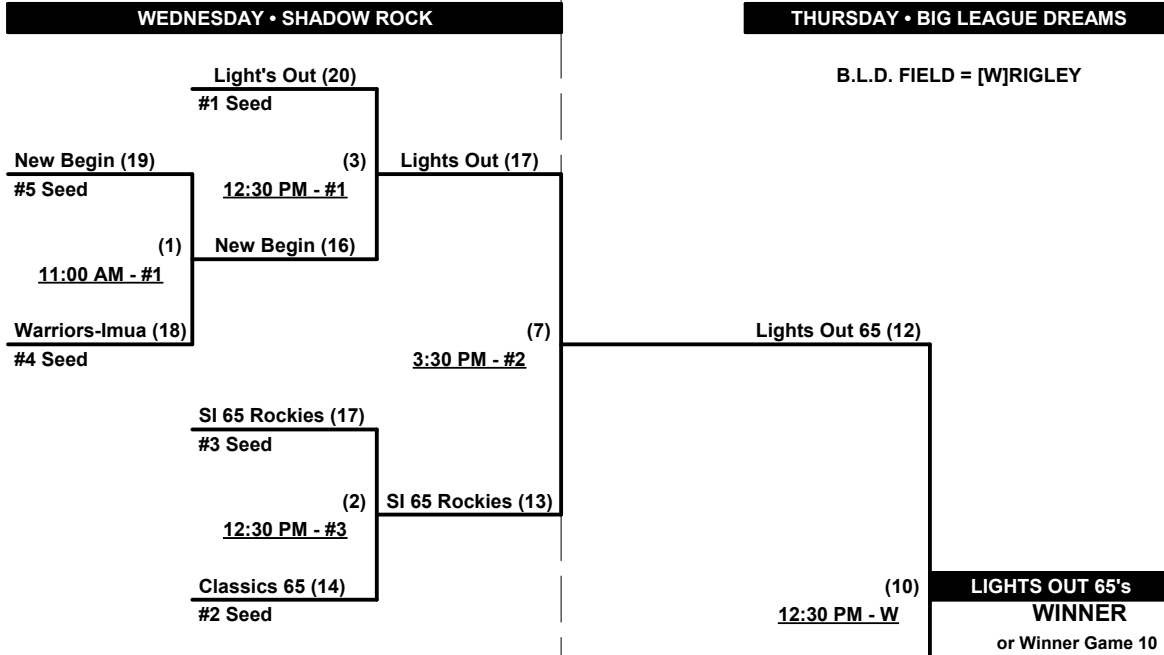 WEDNESDAY • SHADOW ROCK
THURSDAY • BIG LEAGUE DREAMS
Light's Out (20)
B.L.D. FIELD = [W]RIGLEY
#1 Seed
New Begin (19)
(3)
Lights Out (17)
#5 Seed
12:30 PM - #1
(1)
New Begin (16)
11:00 AM - #1
Warriors-Imua (18)
(7)
Lights Out 65 (12)
#4 Seed
3:30 PM - #2
SI 65 Rockies (17)
#3 Seed
(2)
SI 65 Rockies (13)
12:30 PM - #3
Classics 65 (14)
(10)
LIGHTS OUT 65's
#2 Seed
12:30 PM - W
WINNER
or Winner Game 10